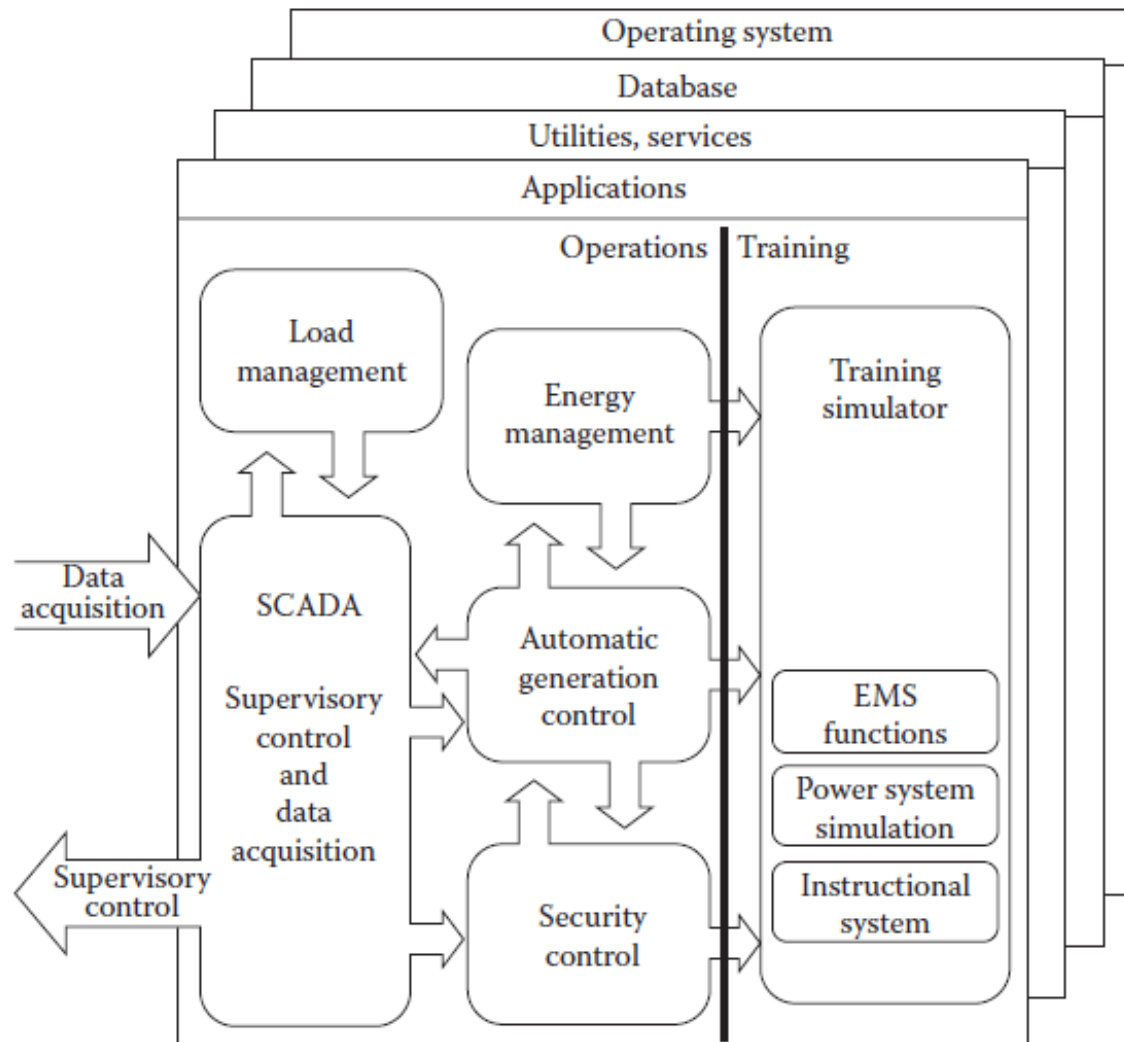 Operating system
Database
Utilities, services
Applications
Operations
Training
Load
management
Energy
management
Training
simulator
Data
acquisition
SCADA
Supervisory
control
and
data
acquisition
Automatic
generation
control
EMS
functions
Power system
simulation
Supervisory
control
Security
control
Instructional
system